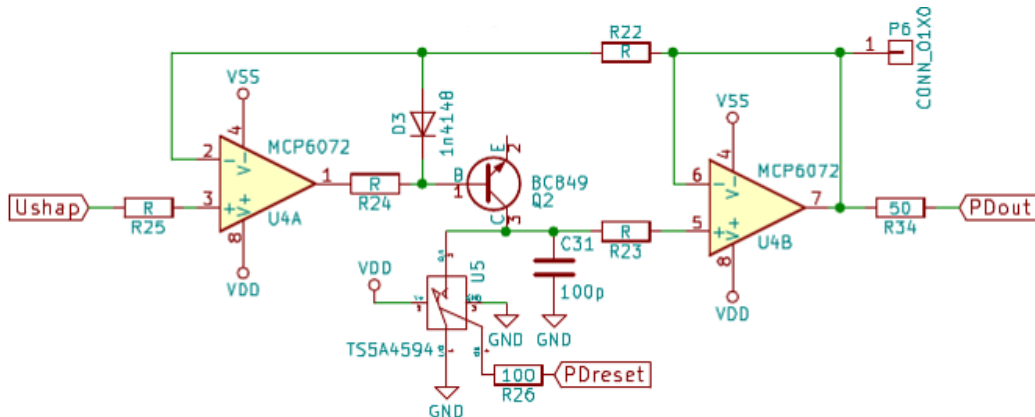 R22
R
P6
1
CONN_01X0
VSS
4
MCP6072
2
3
1
U4A
8
VDD
Ushap
R
R25
R
R24
D3
1n4148
B
1
E
2
C
3
BC849
Q2
VSS
4
MCP6072
6
5
7
U4B
8
VDD
50
R34
PDout
R
R23
C31
100p
GND
VDD
U5
TS5A4594
GND
GND
100
R26
PDreset